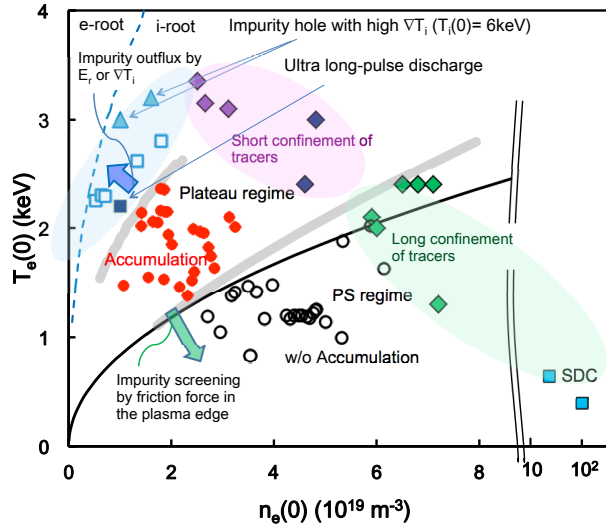 e-root
i-root
Impurity hole with high ∇Tᵢ (Tᵢ(0)= 6keV)
Impurity outflux by
Eᵣ or ∇Tᵢ
Ultra long-pulse discharge
Short confinement of
tracers
Plateau regime
Accumulation
Long confinement
of tracers
PS regime
w/o Accumulation
Impurity screening
by friction force in
the plasma edge
SDC
4
3
2
1
0
Tₑ(0) (keV)
0
2
4
6
8
10
10²
nₑ(0) (10¹⁹ m⁻³)